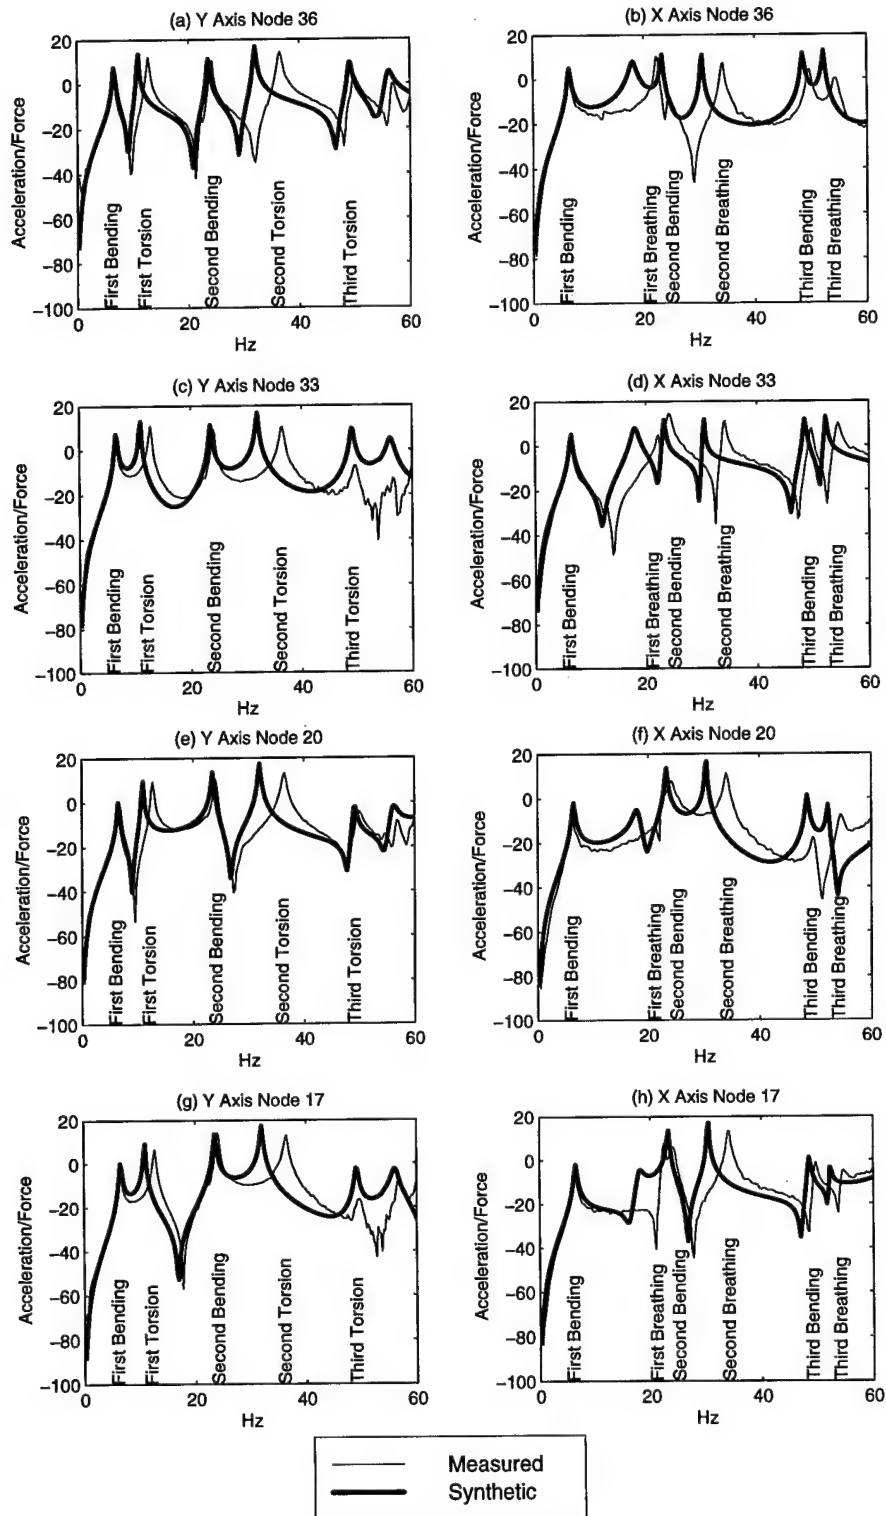 (a) Y Axis Node 36
20
0
−20
−40
−60
−80
−100
Acceleration/Force
First Bending
First Torsion
Second Bending
Second Torsion
Third Torsion
0
20
40
60
Hz
(b) X Axis Node 36
20
0
−20
−40
−60
−80
−100
Acceleration/Force
First Bending
First Breathing
Second Bending
Second Breathing
Third Bending
Third Breathing
0
20
40
60
Hz
(c) Y Axis Node 33
20
0
−20
−40
−60
−80
−100
Acceleration/Force
First Bending
First Torsion
Second Bending
Second Torsion
Third Torsion
0
20
40
60
Hz
(d) X Axis Node 33
20
0
−20
−40
−60
−80
−100
Acceleration/Force
First Bending
First Breathing
Second Bending
Second Breathing
Third Bending
Third Breathing
0
20
40
60
Hz
(e) Y Axis Node 20
20
0
−20
−40
−60
−80
−100
Acceleration/Force
First Bending
First Torsion
Second Bending
Second Torsion
Third Torsion
0
20
40
60
Hz
(f) X Axis Node 20
20
0
−20
−40
−60
−80
−100
Acceleration/Force
First Bending
First Breathing
Second Bending
Second Breathing
Third Bending
Third Breathing
0
20
40
60
Hz
(g) Y Axis Node 17
20
0
−20
−40
−60
−80
−100
Acceleration/Force
First Bending
First Torsion
Second Bending
Second Torsion
Third Torsion
0
20
40
60
Hz
(h) X Axis Node 17
20
0
−20
−40
−60
−80
−100
Acceleration/Force
First Bending
First Breathing
Second Bending
Second Breathing
Third Bending
Third Breathing
0
20
40
60
Hz
Measured
Synthetic